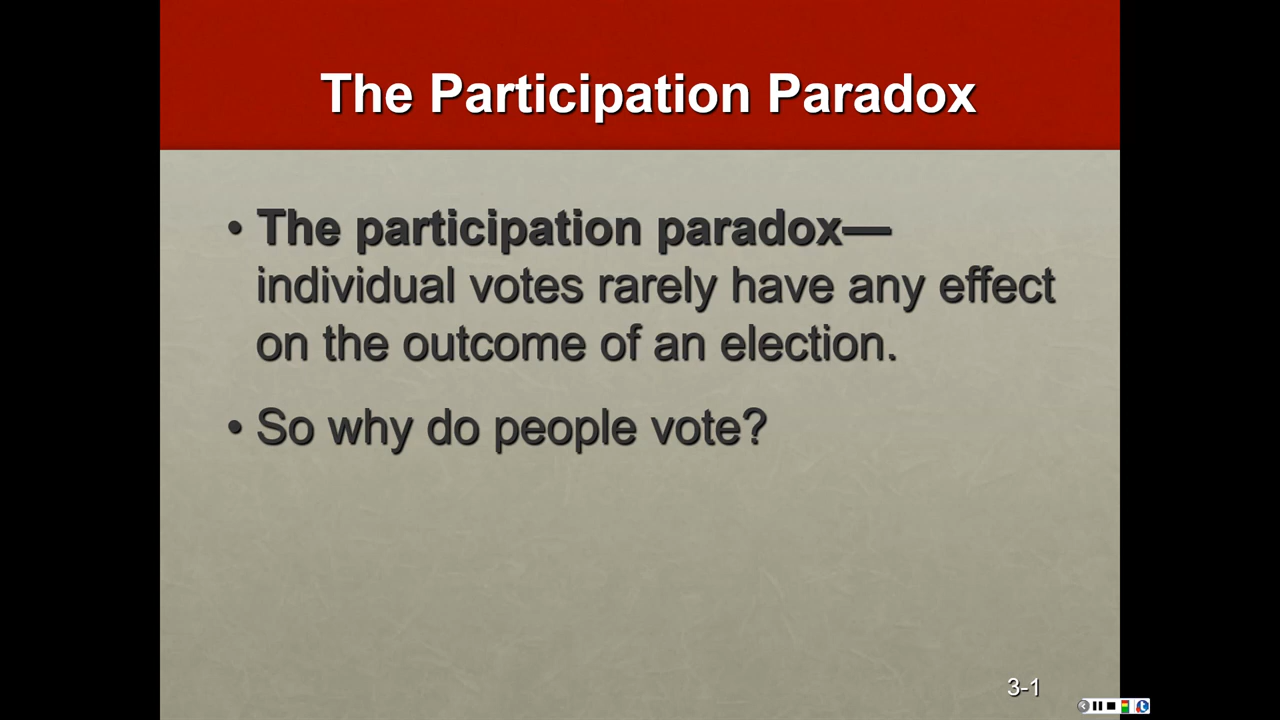 The Participation Paradox
• The participation paradox—
individual votes rarely have any effect
on the outcome of an election.
• So why do people vote?
3-1